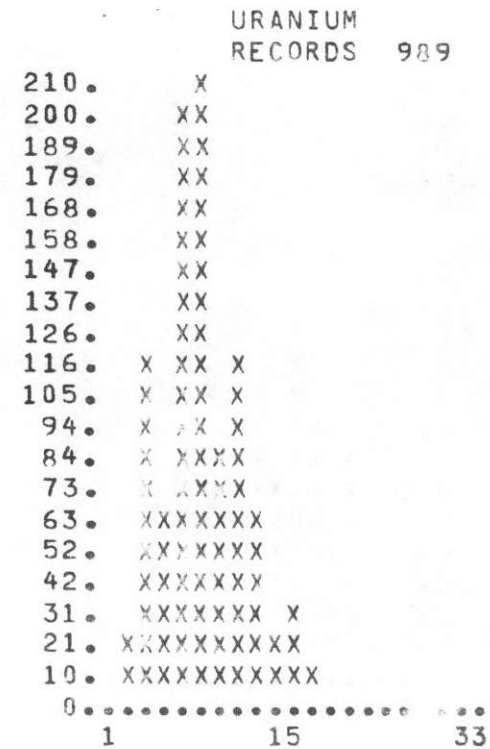 URANIUM
RECORDS 989
210. X
200. XX
189. XX
179. XX
168. XX
158. XX
147. XX
137. XX
126. XX
116. X XX X
105. X XX X
94. X XX X
84. X XXXX
73. X XXXX
63. XXXXXXX
52. XXXXXXX
42. XXXXXXX
31. XXXXXXX X
21. XXXXXXXXXX
10. XXXXXXXXXXX
0.................. ....
1 15 33